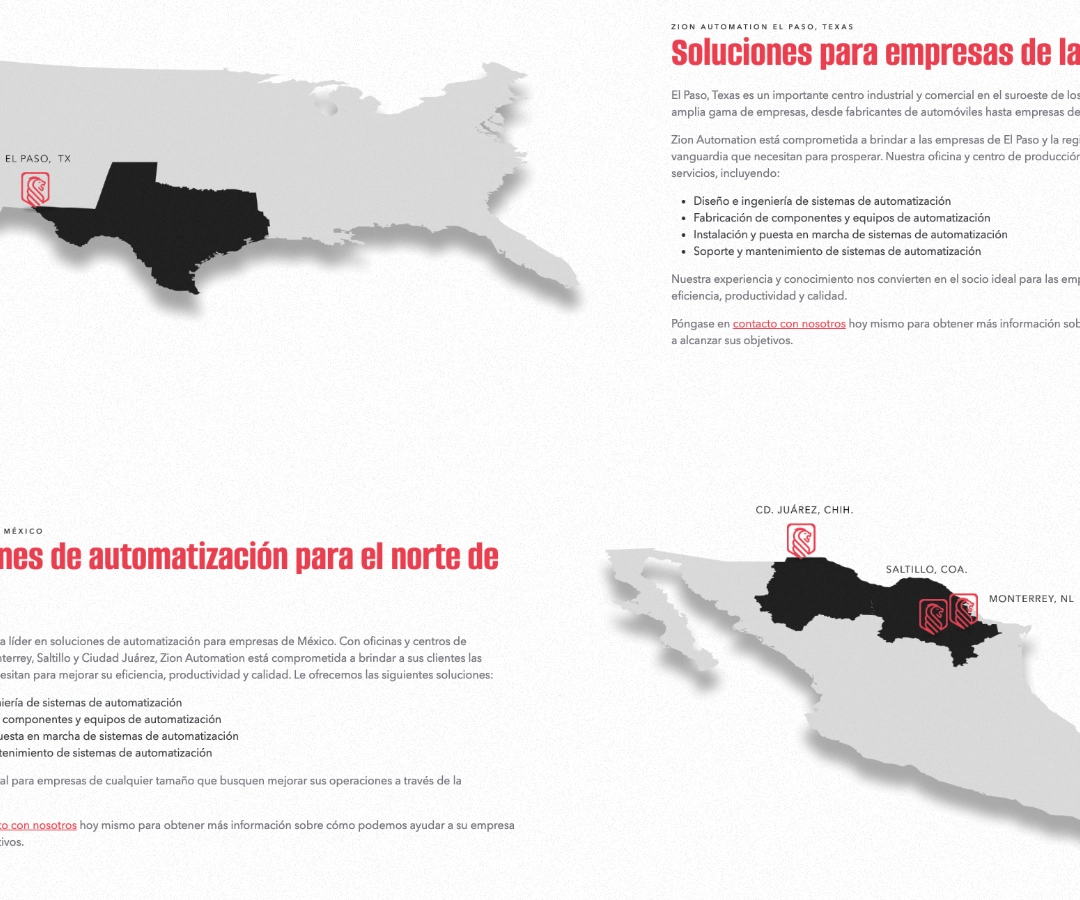 EL PASO, TX
ZION AUTOMATION EL PASO, TEXAS
Soluciones para empresas de la
El Paso, Texas es un importante centro industrial y comercial en el suroeste de los
amplia gama de empresas, desde fabricantes de automóviles hasta empresas de
Zion Automation está comprometida a brindar a las empresas de El Paso y la regi
vanguardia que necesitan para prosperar. Nuestra oficina y centro de producción
servicios, incluyendo:
Diseño e ingeniería de sistemas de automatización
Fabricación de componentes y equipos de automatización
Instalación y puesta en marcha de sistemas de automatización
Soporte y mantenimiento de sistemas de automatización
Nuestra experiencia y conocimiento nos convierten en el socio ideal para las emp
eficiencia, productividad y calidad.
Póngase en contacto con nosotros hoy mismo para obtener más información sob
a alcanzar sus objetivos.
MÉXICO
nes de automatización para el norte de
a líder en soluciones de automatización para empresas de México. Con oficinas y centros de
nterrey, Saltillo y Ciudad Juárez, Zion Automation está comprometida a brindar a sus clientes las
esitan para mejorar su eficiencia, productividad y calidad. Le ofrecemos las siguientes soluciones:
niería de sistemas de automatización
componentes y equipos de automatización
uesta en marcha de sistemas de automatización
tenimiento de sistemas de automatización
al para empresas de cualquier tamaño que busquen mejorar sus operaciones a través de la
to con nosotros hoy mismo para obtener más información sobre cómo podemos ayudar a su empresa
tivos.
CD. JUÁREZ, CHIH.
SALTILLO, COA.
MONTERREY, NL